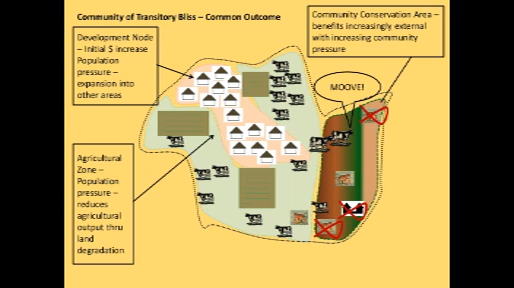 Community of Transitory Bliss – Common Outcome
Development Node
– Initial $ increase
Population
pressure –
expansion into
other areas
Community Conservation Area –
benefits increasingly external
with increasing community
pressure
MOOVE!
Agricultural
Zone –
Population
pressure –
reduces
agricultural
output thru
land
degradation